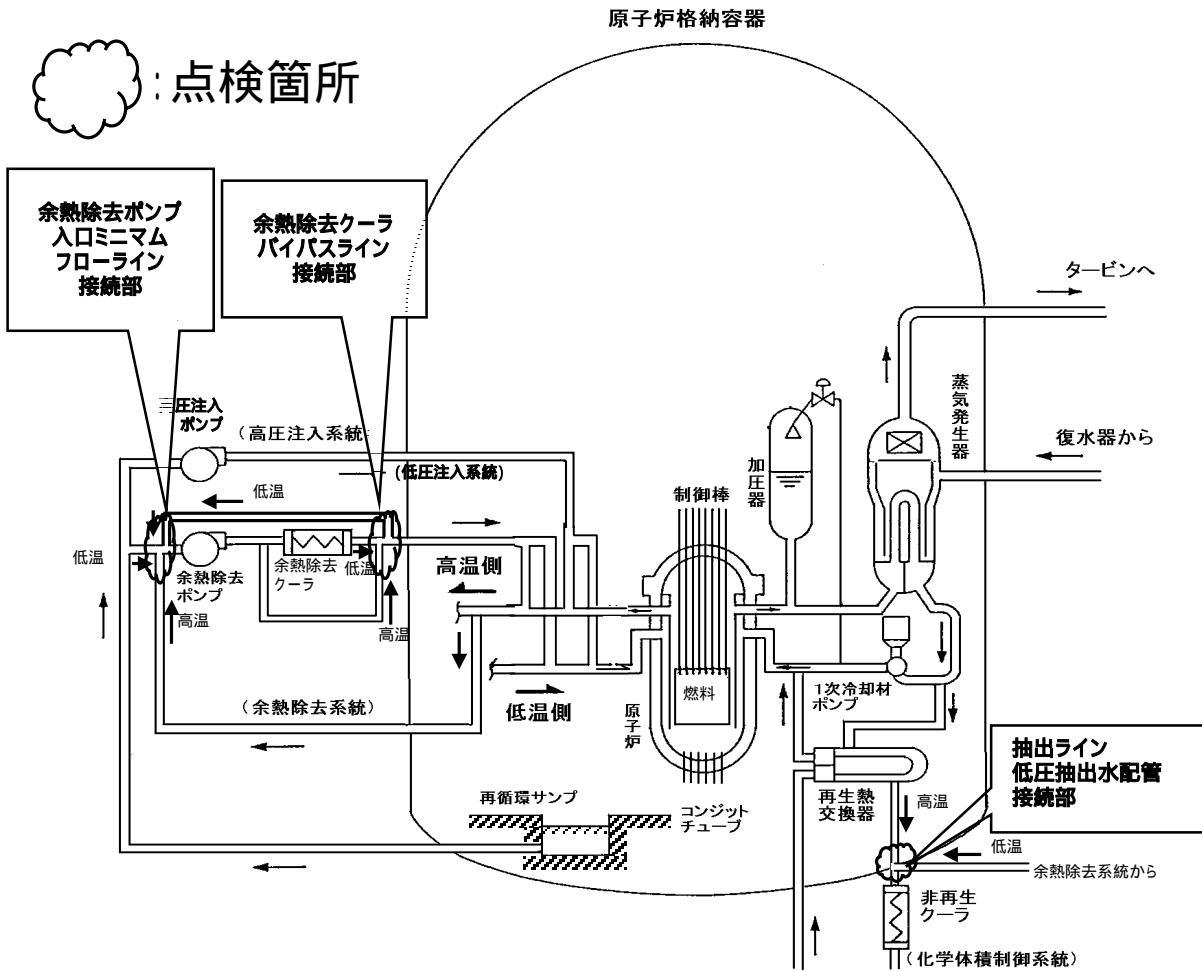 原子炉格納容器
：点検箇所
余熱除去ポンプ
入口ミニマム
フローライン
接続部
余熱除去クーラ
バイパスライン
接続部
タービンへ
蒸気発生器
復水器から
圧注入
ポンプ
（高圧注入系統）
（低圧注入系統）
加圧器
制御棒
低温
低温
余熱除去
ポンプ
余熱除去
クーラ
低温
高温側
高温
高温
燃料
1次冷却材
ポンプ
（余熱除去系統）
低温側
原子炉
抽出ライン
低圧抽出水配管
接続部
再循環サンプ
コンジット
チューブ
再生熱
交換器
高温
低温
余熱除去系統から
非再生
クーラ
（化学体積制御系統）